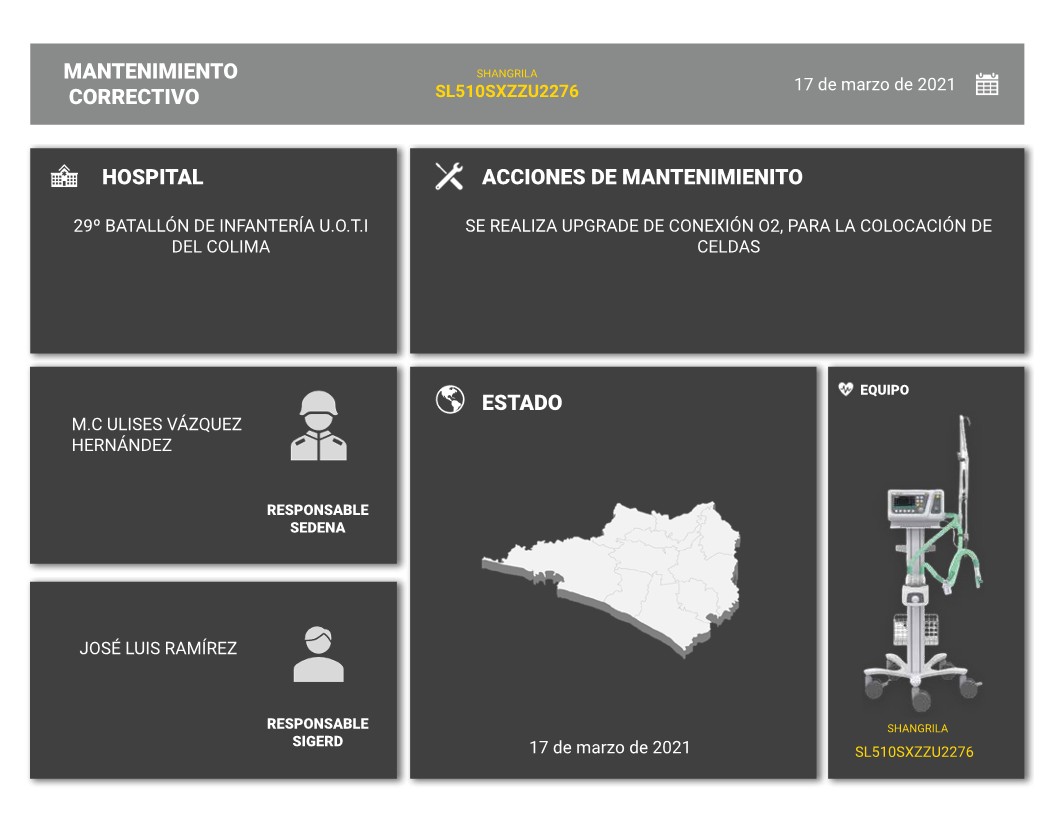 MANTENIMIENTO
CORRECTIVO
SHANGRILA
SL510SXZZU2276
17 de marzo de 2021
HOSPITAL
29º BATALLÓN DE INFANTERÍA U.O.T.I
DEL COLIMA
ACCIONES DE MANTENIMIENITO
SE REALIZA UPGRADE DE CONEXIÓN O2, PARA LA COLOCACIÓN DE
CELDAS
M.C ULISES VÁZQUEZ
HERNÁNDEZ
RESPONSABLE
SEDENA
JOSÉ LUIS RAMÍREZ
RESPONSABLE
SIGERD
ESTADO
17 de marzo de 2021
EQUIPO
SHANGRILA
SL510SXZZU2276